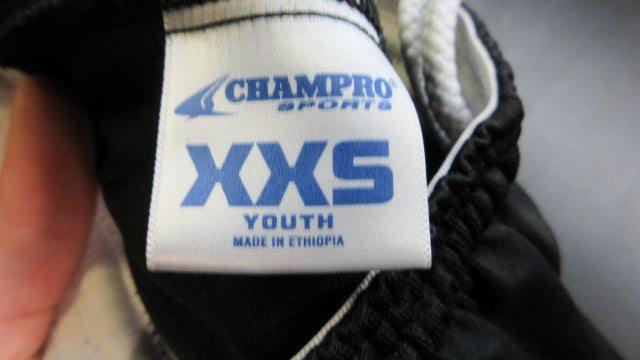 CHAMPRO®
SPORTS
XXS
YOUTH
MADE IN ETHIOPIA